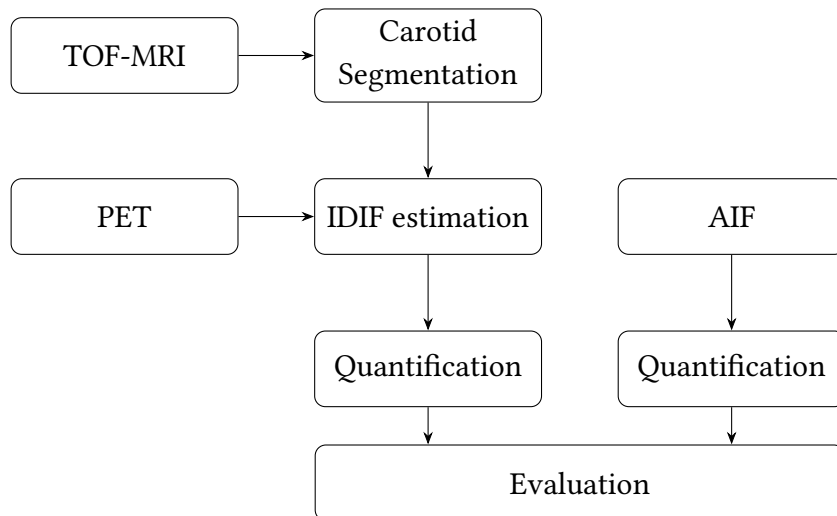 TOF-MRI
Carotid
Segmentation
PET
IDIF estimation
AIF
Quantification
Quantification
Evaluation